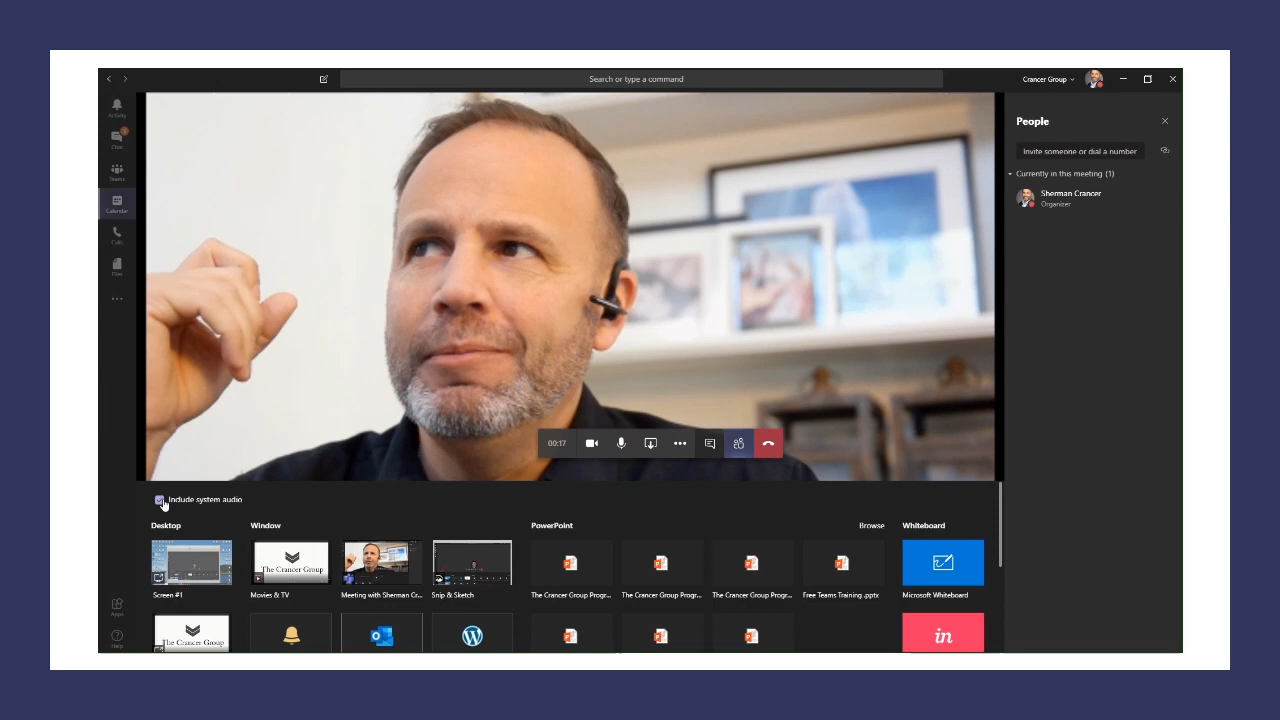 Search or type a command
Crancer Group
Activity
Chat
Teams
Calendar
Calls
Files
Apps
Help
People
Invite someone or dial a number
Currently in this meeting (1)
Sherman Crancer
Organizer
00:17
Include system audio
Desktop
Window
PowerPoint
Browse
Whiteboard
The Crancer Group
Screen #1
Movies & TV
Meeting with Sherman Cr...
Snip & Sketch
The Crancer Group Progr...
The Crancer Group Progr...
The Crancer Group Progr...
Free Teams Training .pptx
Microsoft Whiteboard
The Crancer Group
in